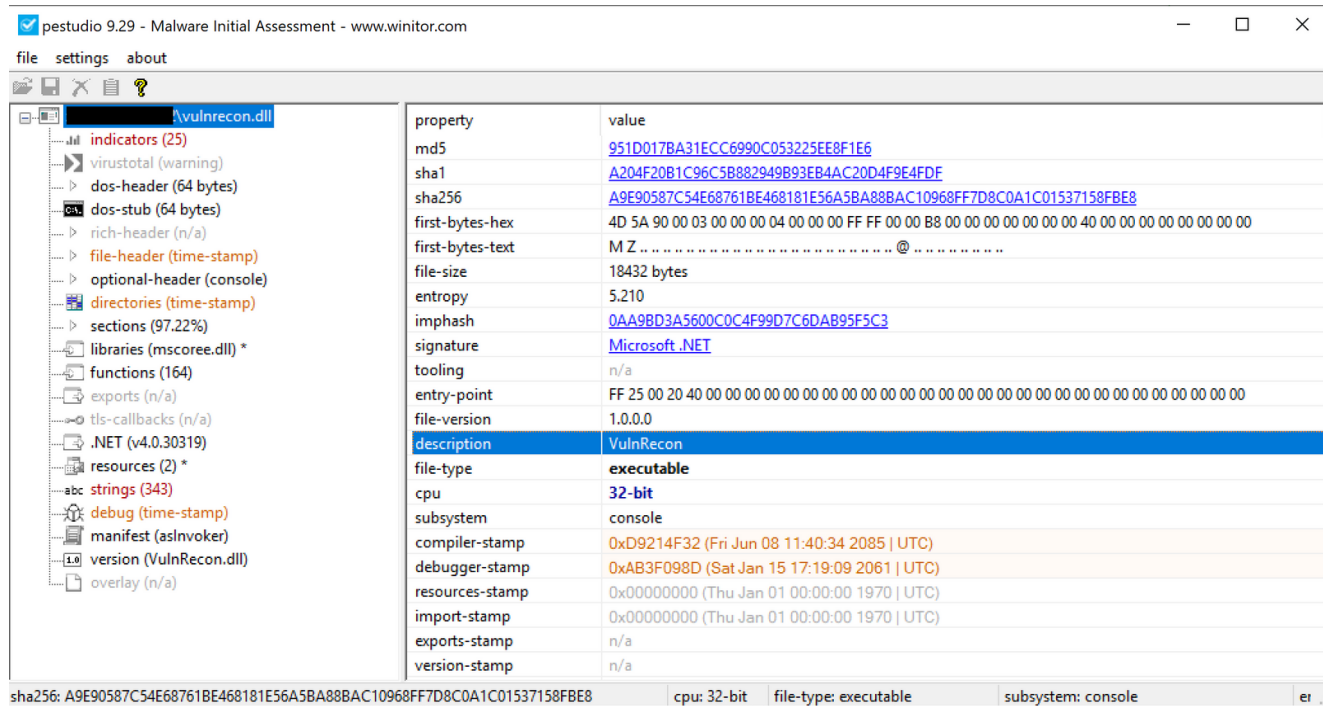 pestudio 9.29 - Malware Initial Assessment - www.winitor.com
file settings about
\vulnrecon.dll
indicators (25)
virustotal (warning)
dos-header (64 bytes)
dos-stub (64 bytes)
rich-header (n/a)
file-header (time-stamp)
optional-header (console)
directories (time-stamp)
sections (97.22%)
libraries (mscoree.dll) *
functions (164)
exports (n/a)
tls-callbacks (n/a)
.NET (v4.0.30319)
resources (2) *
abc strings (343)
debug (time-stamp)
manifest (asInvoker)
1.0 version (VulnRecon.dll)
overlay (n/a)
property value
md5 951D017BA31ECC6990C053225EE8F1E6
sha1 A204F20B1C96C5B882949B93EB4AC20D4F9E4FDF
sha256 A9E90587C54E68761BE468181E56A5BA88BAC10968FF7D8C0A1C01537158FBE8
first-bytes-hex 4D 5A 90 00 03 00 00 00 04 00 00 00 FF FF 00 00 B8 00 00 00 00 00 00 00 40 00 00 00 00 00 00 00
first-bytes-text M Z .. .. .. .. .. .. .. .. .. .. .. .. .. .. .. .. .. .. .. .. .. .. @ .. .. .. .. .. .. ..
file-size 18432 bytes
entropy 5.210
imphash 0AA9BD3A5600C0C4F99D7C6DAB95F5C3
signature Microsoft .NET
tooling n/a
entry-point FF 25 00 20 40 00 00 00 00 00 00 00 00 00 00 00 00 00 00 00 00 00 00 00 00 00 00 00 00 00 00 00
file-version 1.0.0.0
description VulnRecon
file-type executable
cpu 32-bit
subsystem console
compiler-stamp 0xD9214F32 (Fri Jun 08 11:40:34 2085 | UTC)
debugger-stamp 0xAB3F098D (Sat Jan 15 17:19:09 2061 | UTC)
resources-stamp 0x00000000 (Thu Jan 01 00:00:00 1970 | UTC)
import-stamp 0x00000000 (Thu Jan 01 00:00:00 1970 | UTC)
exports-stamp n/a
version-stamp n/a
sha256: A9E90587C54E68761BE468181E56A5BA88BAC10968FF7D8C0A1C01537158FBE8 cpu: 32-bit file-type: executable subsystem: console